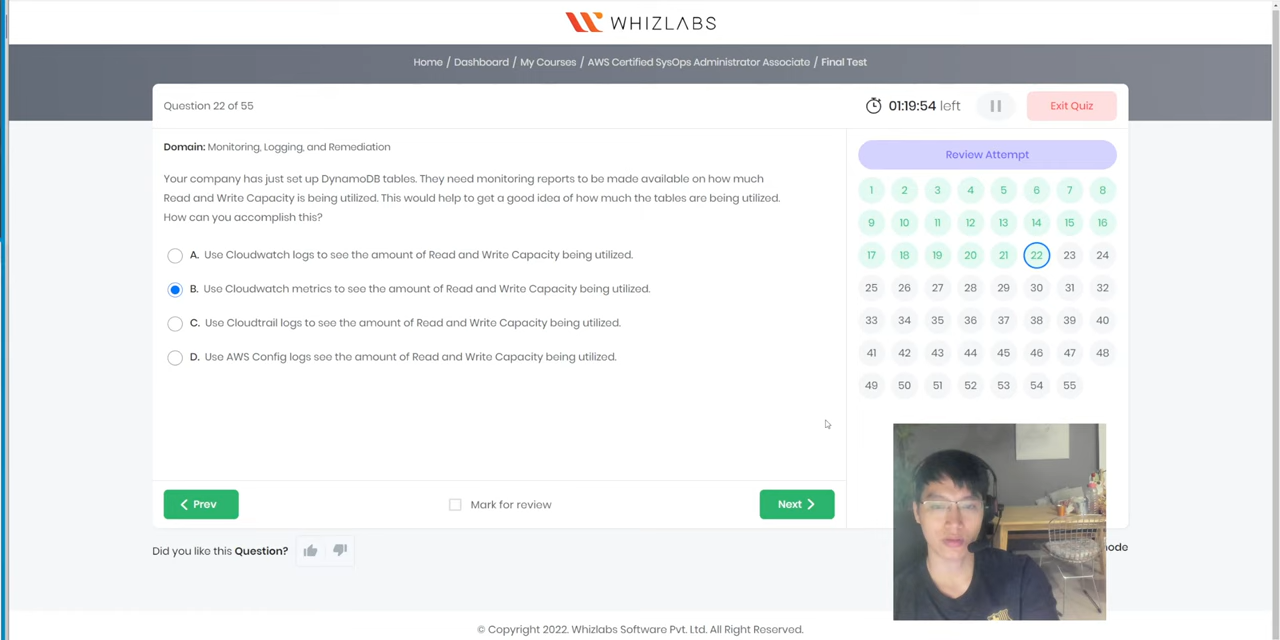 WHIZLABS
Home / Dashboard / My Courses / AWS Certified SysOps Administrator Associate / Final Test
Question 22 of 55
01:19:54 left
Exit Quiz
Domain: Monitoring, Logging, and Remediation
Your company has just set up DynamoDB tables. They need monitoring reports to be made available on how much
Read and Write Capacity is being utilized. This would help to get a good idea of how much the tables are being utilized.
How can you accomplish this?
A. Use Cloudwatch logs to see the amount of Read and Write Capacity being utilized.
B. Use Cloudwatch metrics to see the amount of Read and Write Capacity being utilized.
C. Use Cloudtrail logs to see the amount of Read and Write Capacity being utilized.
D. Use AWS Config logs see the amount of Read and Write Capacity being utilized.
Prev
Mark for review
Next
Review Attempt
1 2 3 4 5 6 7 8
9 10 11 12 13 14 15 16
17 18 19 20 21 22 23 24
25 26 27 28 29 30 31 32
33 34 35 36 37 38 39 40
41 42 43 44 45 46 47 48
49 50 51 52 53 54 55
Did you like this Question?
© Copyright 2022. Whizlabs Software Pvt. Ltd. All Right Reserved.